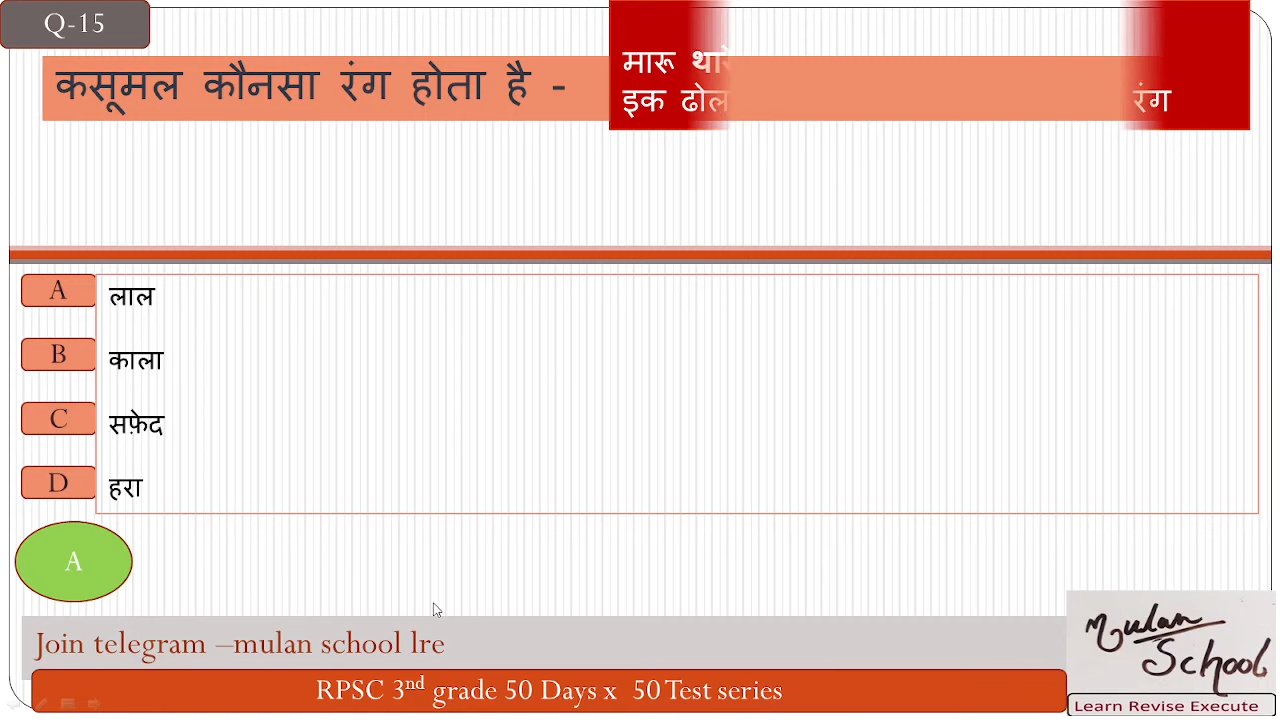 Q-15
कसूमल कौनसा रंग होता है -
मारू थारे
इक ढोल रंग
A लाल
B काला
C सफ़ेद
D हरा
A
Join telegram –mulan school lre
RPSC 3nd grade 50 Days x 50 Test series
Mulan
School
Learn Revise Execute